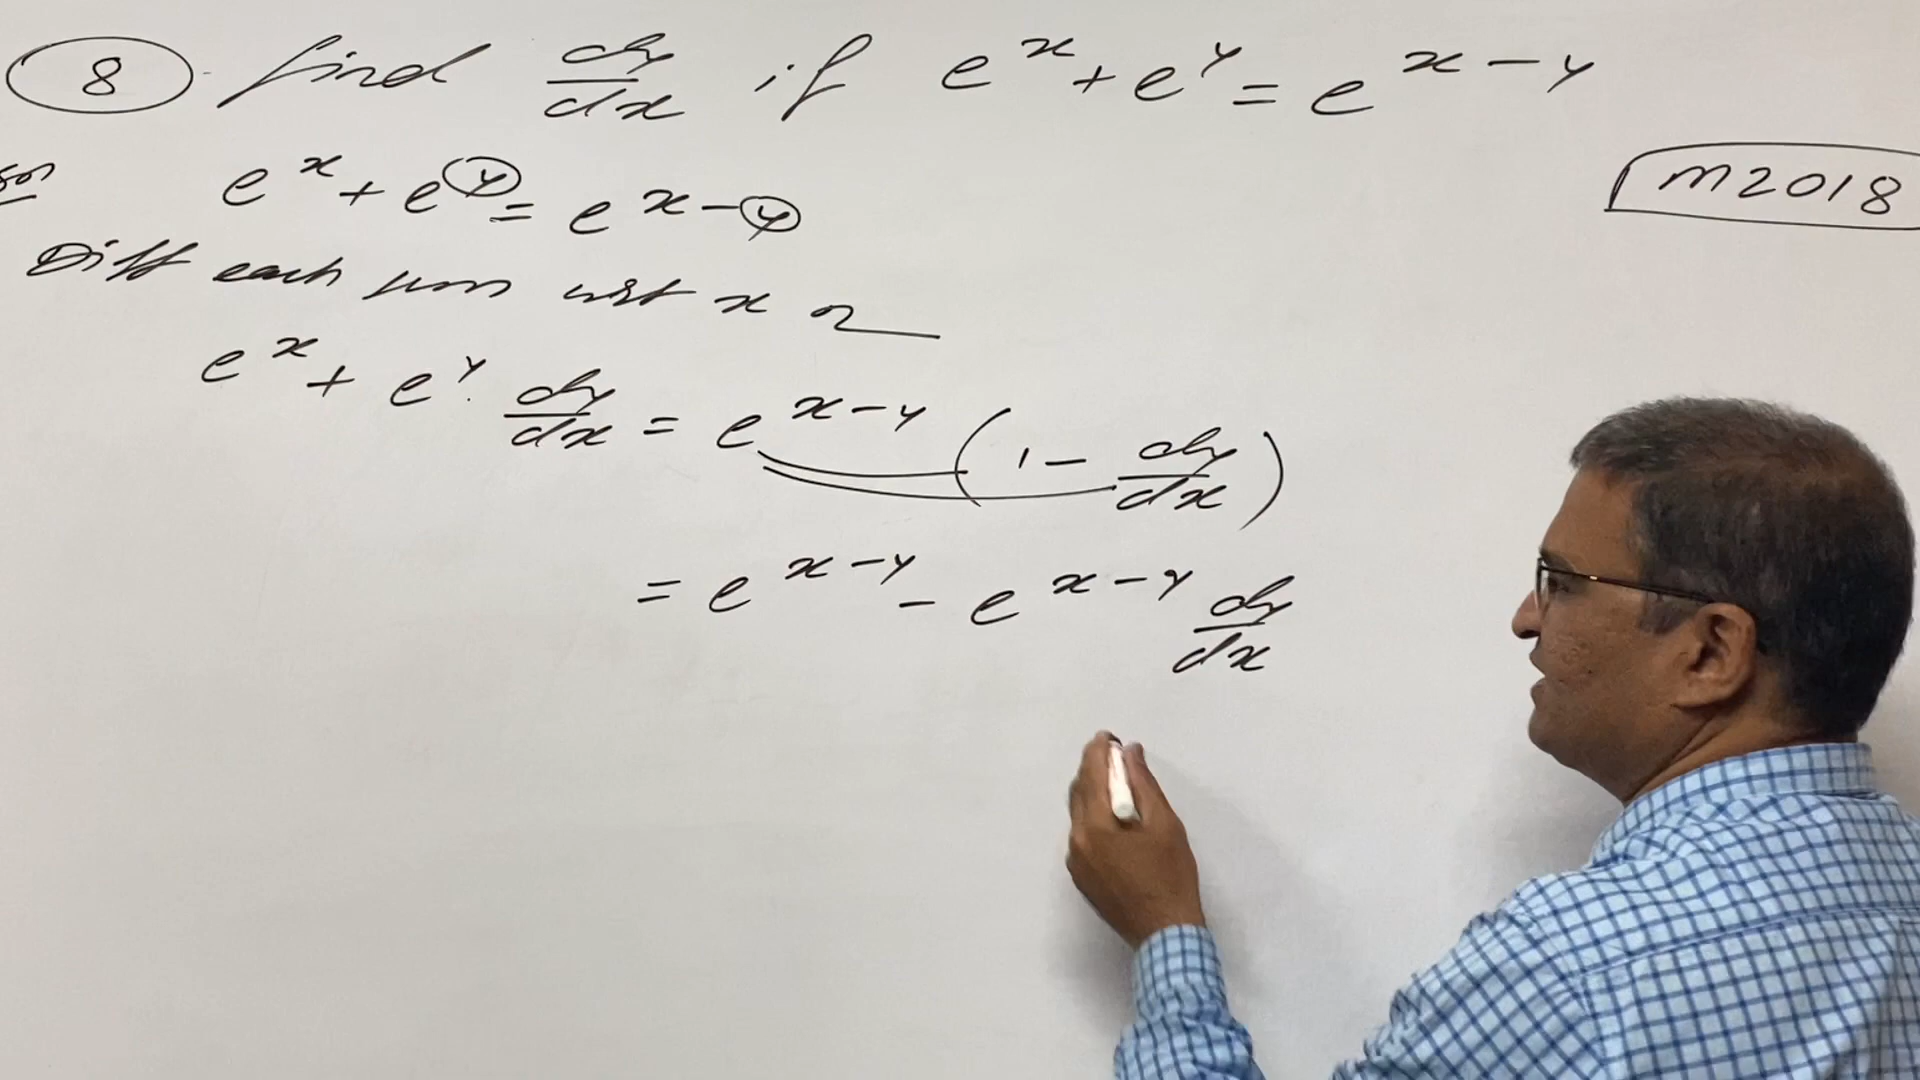 8. find dy/dx if e^x + e^y = e^(x-y)
M2018
Sol e^x + e^y = e^(x-y)
Diff each term wrt x
e^x + e^y . dy/dx = e^(x-y) (1 - dy/dx)
= e^(x-y) - e^(x-y) dy/dx